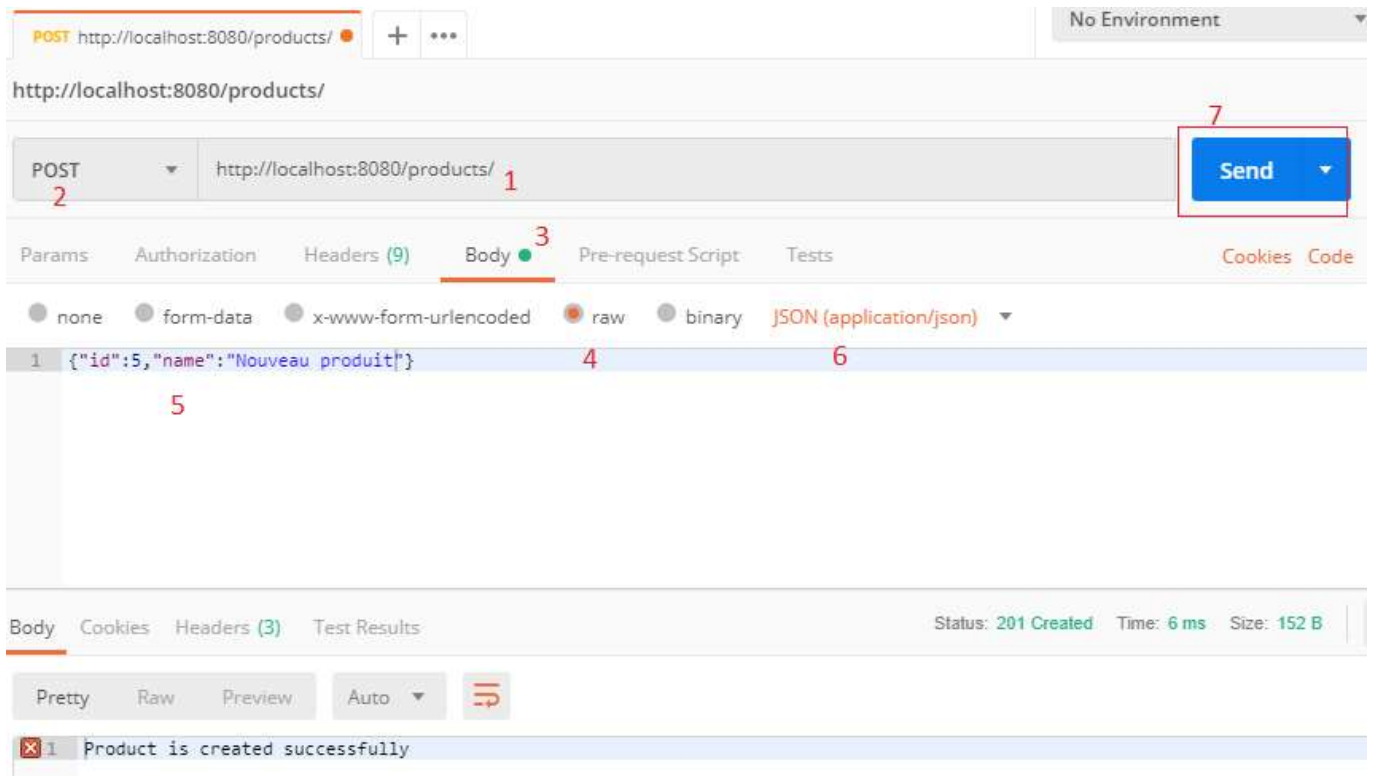 POST http://localhost:8080/products/ + •••
No Environment
http://localhost:8080/products/
7
POST http://localhost:8080/products/ Send
2 1
3
Params Authorization Headers (9) Body Pre-request Script Tests Cookies Code
none form-data x-www-form-urlencoded raw binary JSON (application/json)
1 {"id":5,"name":"Nouveau produit"}
4 6
5
Body Cookies Headers (3) Test Results Status: 201 Created Time: 6 ms Size: 152 B
Pretty Raw Preview Auto
1 Product is created successfully